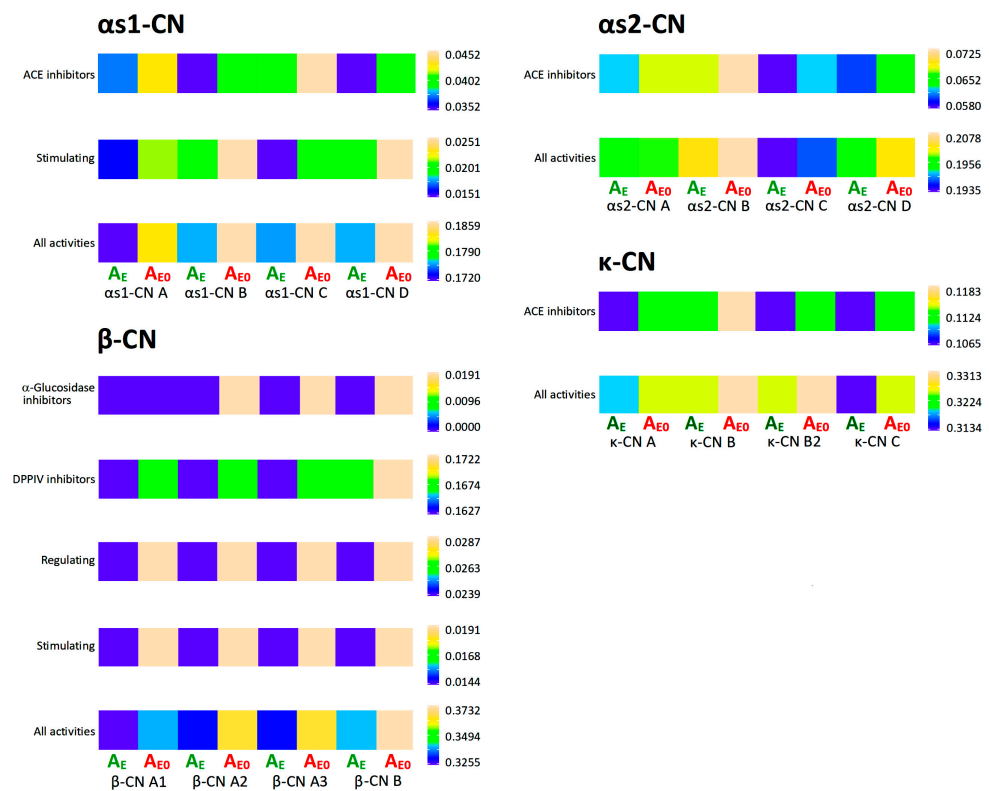 αs1-CN
ACE inhibitors
0.0452
0.0402
0.0352
Stimulating
0.0251
0.0201
0.0151
All activities
0.1859
0.1790
0.1720
AE AE0 AE AE0 AE AE0 AE AE0
αs1-CN A αs1-CN B αs1-CN C αs1-CN D
β-CN
α-Glucosidase
inhibitors
0.0191
0.0096
0.0000
DPPIV inhibitors
0.1722
0.1674
0.1627
Regulating
0.0287
0.0263
0.0239
Stimulating
0.0191
0.0168
0.0144
All activities
0.3732
0.3494
0.3255
AE AE0 AE AE0 AE AE0 AE AE0
β-CN A1 β-CN A2 β-CN A3 β-CN B
αs2-CN
ACE inhibitors
0.0725
0.0652
0.0580
All activities
0.2078
0.1956
0.1935
AE AE0 AE AE0 AE AE0 AE AE0
αs2-CN A αs2-CN B αs2-CN C αs2-CN D
κ-CN
ACE inhibitors
0.1183
0.1124
0.1065
All activities
0.3313
0.3224
0.3134
AE AE0 AE AE0 AE AE0 AE AE0
κ-CN A κ-CN B κ-CN B2 κ-CN C